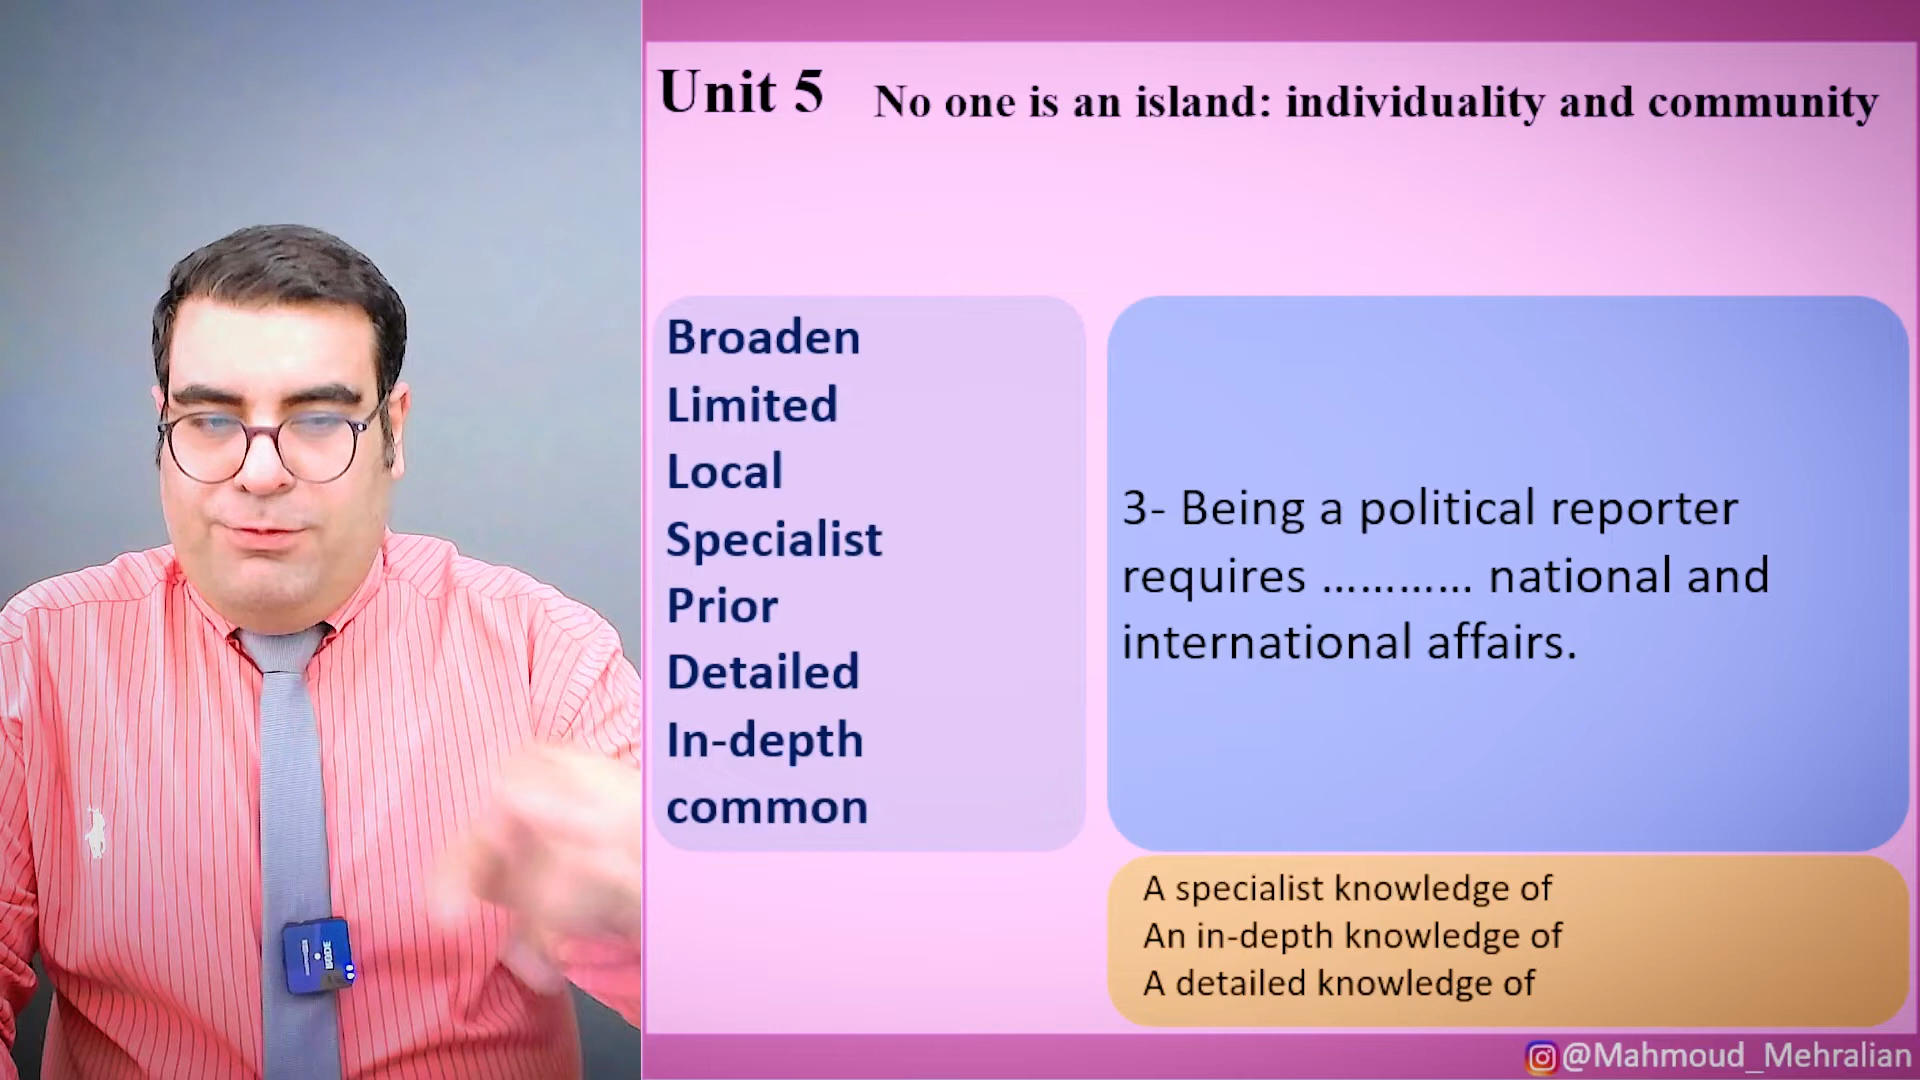 Unit 5
No one is an island: individuality and community
Broaden
Limited
Local
Specialist
Prior
Detailed
In-depth
common
3- Being a political reporter
requires ............ national and
international affairs.
A specialist knowledge of
An in-depth knowledge of
A detailed knowledge of
RODE
@Mahmoud_Mehralian